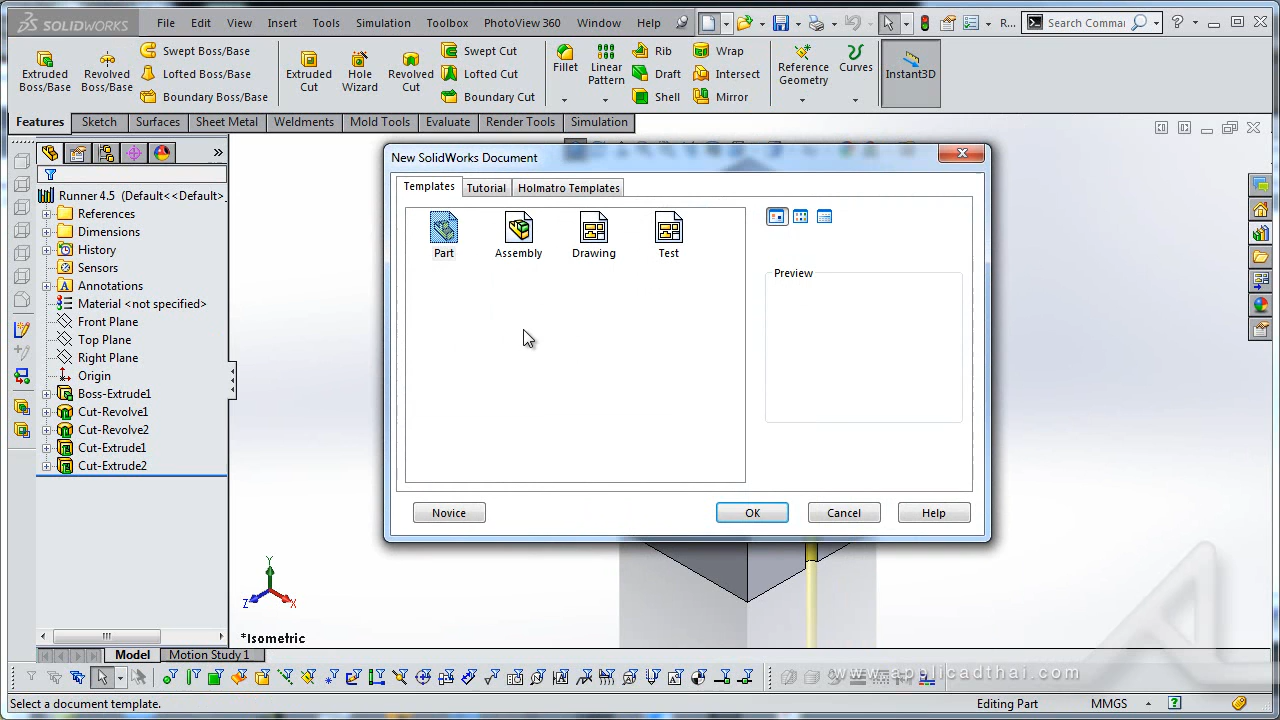 SOLIDWORKS File Edit View Insert Tools Simulation Toolbox PhotoView 360 Window Help R... Search Comma
Extruded Boss/Base
Revolved Boss/Base
Swept Boss/Base
Lofted Boss/Base
Boundary Boss/Base
Extruded Cut
Hole Wizard
Revolved Cut
Swept Cut
Lofted Cut
Boundary Cut
Fillet
Linear Pattern
Rib
Draft
Shell
Wrap
Intersect
Mirror
Reference Geometry
Curves
Instant3D
Features Sketch Surfaces Sheet Metal Weldments Mold Tools Evaluate Render Tools Simulation
Runner 4.5 (Default<<Default>.
References
Dimensions
History
Sensors
Annotations
Material <not specified>
Front Plane
Top Plane
Right Plane
Origin
Boss-Extrude1
Cut-Revolve1
Cut-Revolve2
Cut-Extrude1
Cut-Extrude2
New SolidWorks Document
Templates Tutorial Holmatro Templates
Part Assembly Drawing Test
Preview
Novice OK Cancel Help
Y
Z X
*Isometric
Model Motion Study 1
www.applicadthai.com
Select a document template. Editing Part MMGS